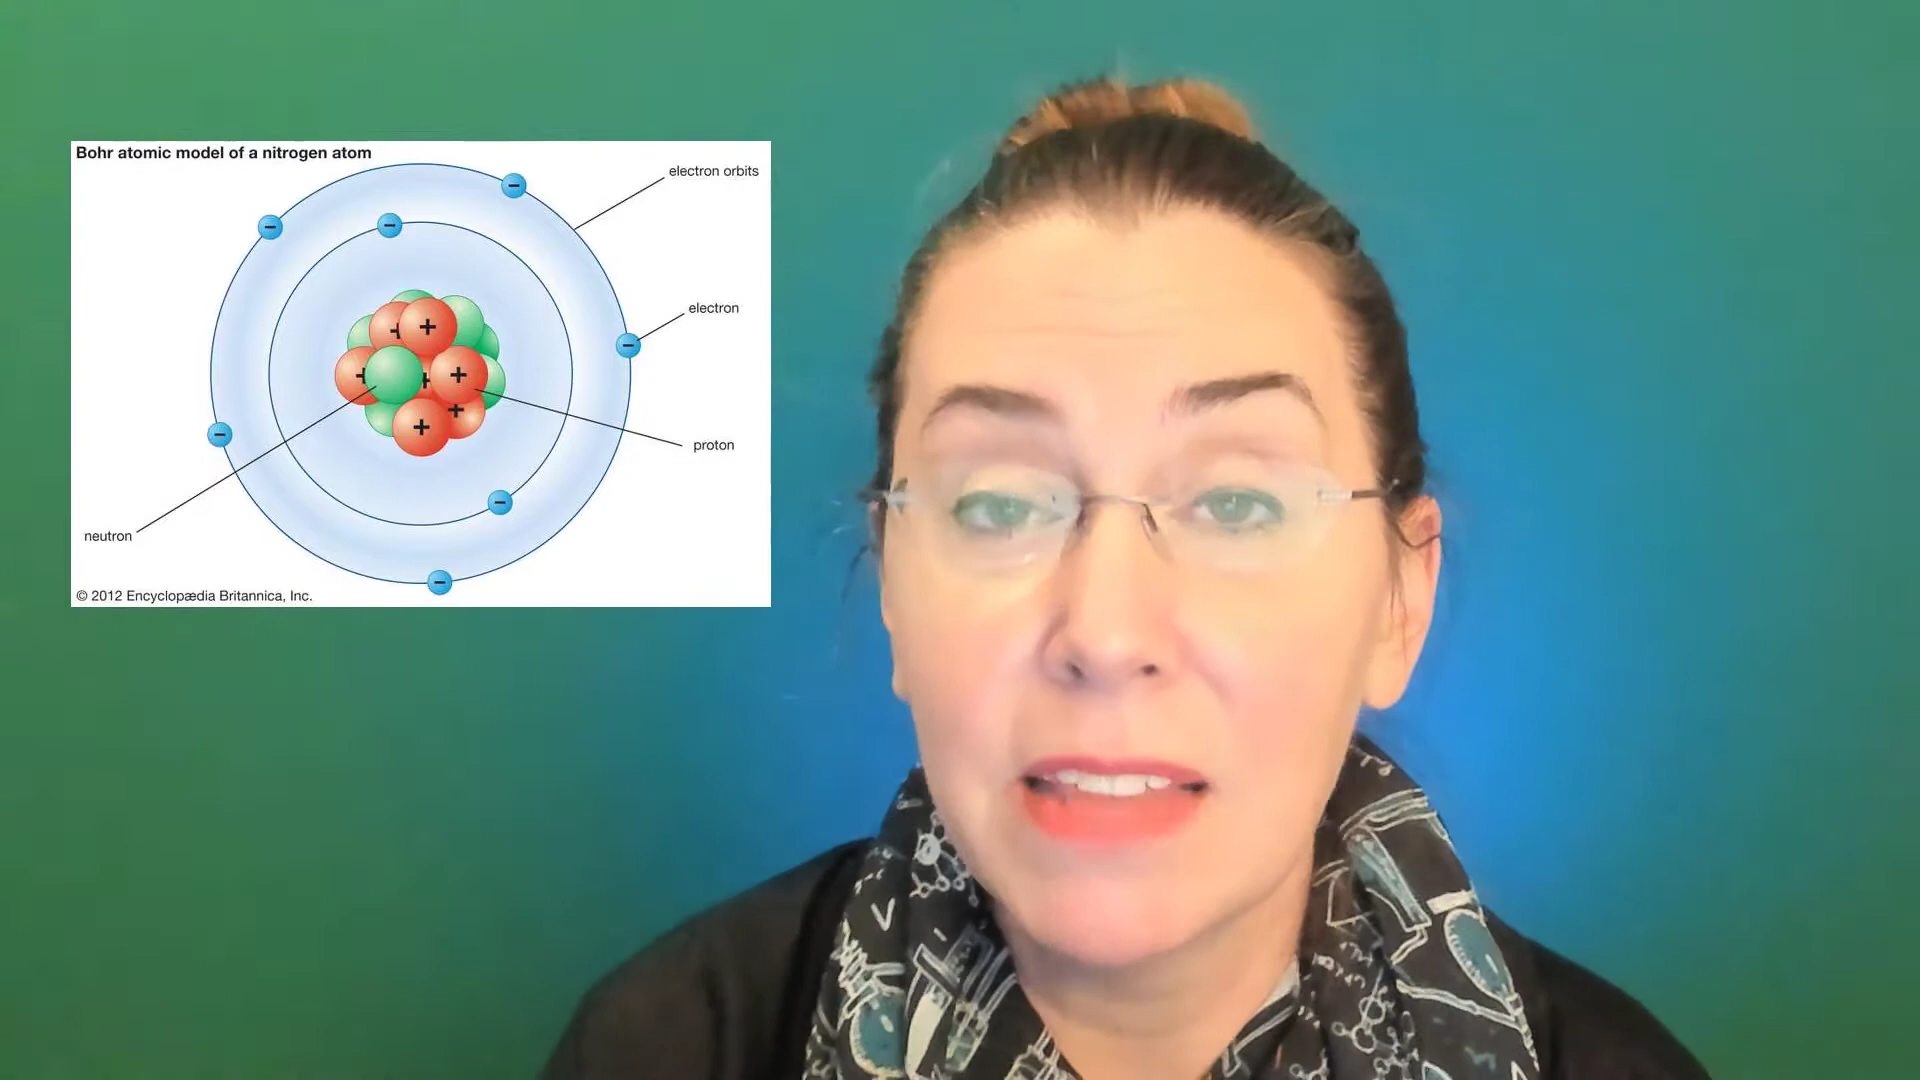 Bohr atomic model of a nitrogen atom
electron orbits
electron
proton
neutron
© 2012 Encyclopædia Britannica, Inc.